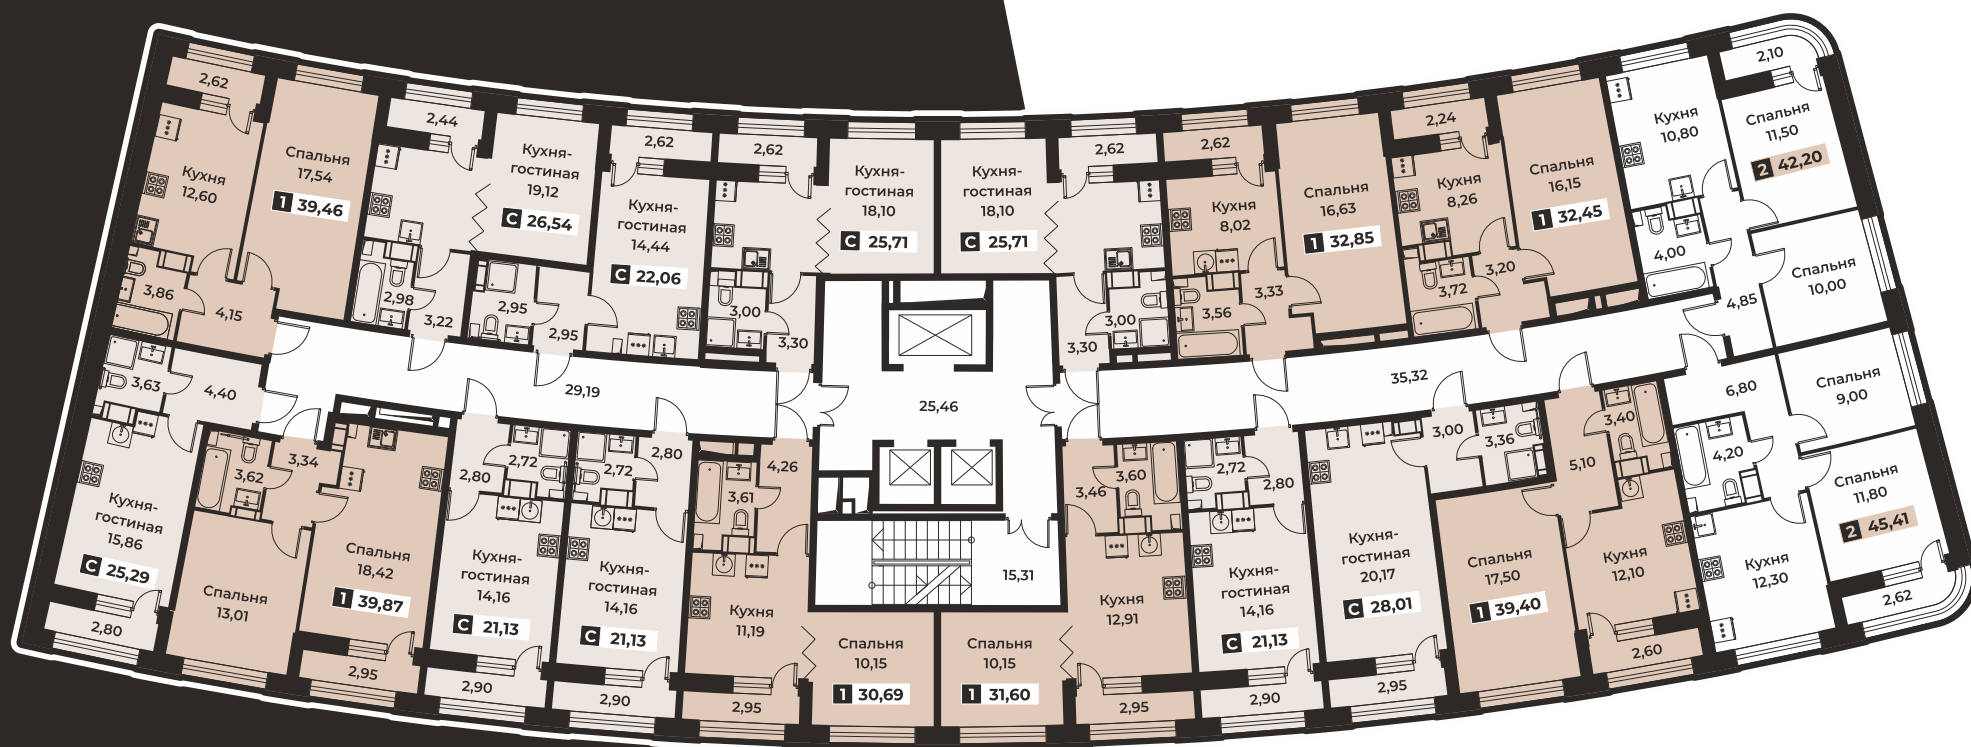 2,62
Кухня
12,60
Спальня
17,54
1 39,46
3,86
4,15
2,44
Кухня-
гостиная
19,12
С 26,54
2,98
3,22
2,62
Кухня-
гостиная
14,44
С 22,06
2,95
2,95
2,62
Кухня-
гостиная
18,10
С 25,71
3,00
3,30
2,62
Кухня-
гостиная
18,10
С 25,71
3,00
3,30
2,62
Кухня
8,02
Спальня
16,63
1 32,85
3,56
3,33
2,24
Кухня
8,26
Спальня
16,15
1 32,45
3,72
3,20
2,10
Кухня
10,80
Спальня
11,50
2 42,20
4,00
Спальня
10,00
4,85
29,19
25,46
35,32
15,31
3,63
4,40
Кухня-
гостиная
15,86
С 25,29
2,80
3,62
3,34
Спальня
13,01
Спальня
18,42
1 39,87
2,95
2,80
2,72
Кухня-
гостиная
14,16
С 21,13
2,90
2,72
2,80
Кухня-
гостиная
14,16
С 21,13
2,90
4,26
3,61
Кухня
11,19
Спальня
10,15
1 30,69
2,95
3,46
3,60
Кухня
12,91
Спальня
10,15
1 31,60
2,95
2,72
2,80
Кухня-
гостиная
14,16
С 21,13
2,90
3,00
3,36
Кухня-
гостиная
20,17
С 28,01
2,95
5,10
3,40
Спальня
17,50
1 39,40
Кухня
12,10
2,60
6,80
Спальня
9,00
4,20
Спальня
11,80
2 45,41
Кухня
12,30
2,62